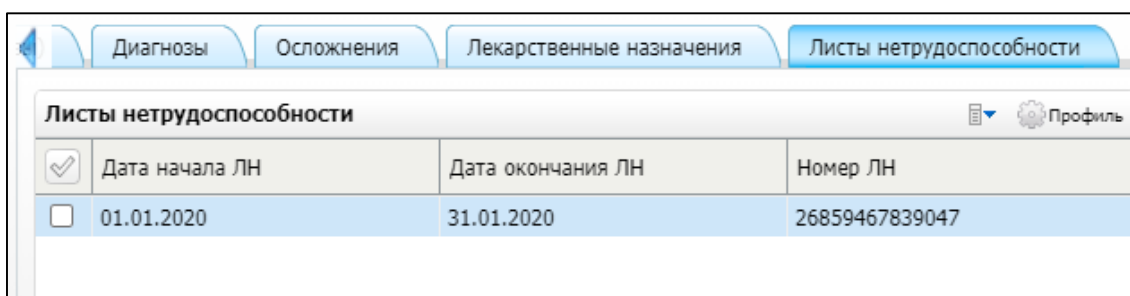 Диагнозы Осложнения Лекарственные назначения Листы нетрудоспособности
Листы нетрудоспособности Профиль
Дата начала ЛН Дата окончания ЛН Номер ЛН
01.01.2020 31.01.2020 26859467839047